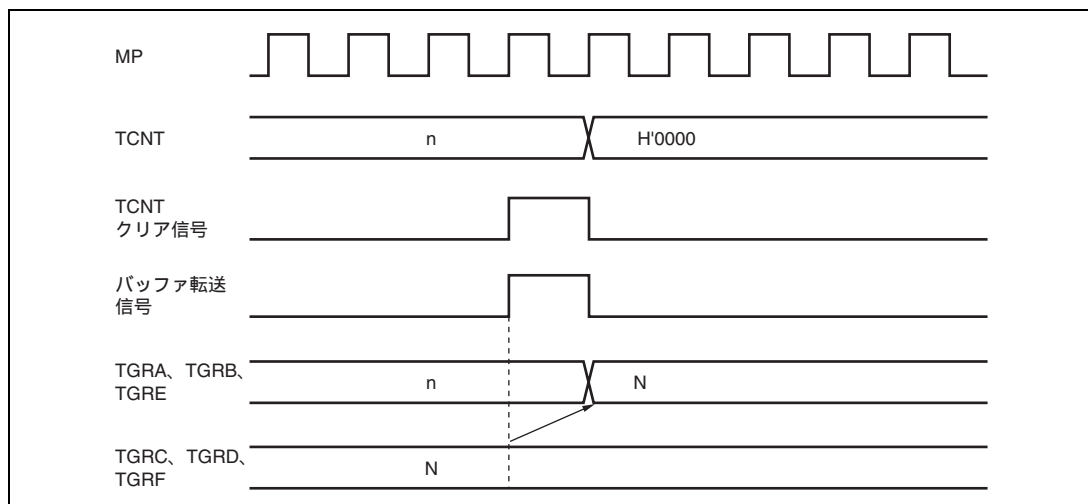 MP
TCNT
n
H'0000
TCNT
クリア信号
バッファ転送
信号
TGRA、TGRB、
TGRE
n
N
TGRC、TGRD、
TGRF
N